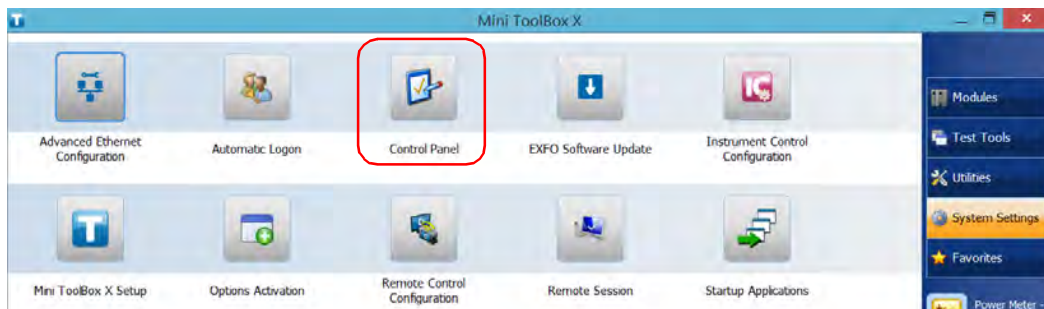 Mini ToolBox X
Advanced Ethernet
Configuration
Automatic Logon
Control Panel
EXFO Software Update
Instrument Control
Configuration
Mini ToolBox X Setup
Options Activation
Remote Control
Configuration
Remote Session
Startup Applications
Modules
Test Tools
Utilities
System Settings
Favorites
Power Meter -